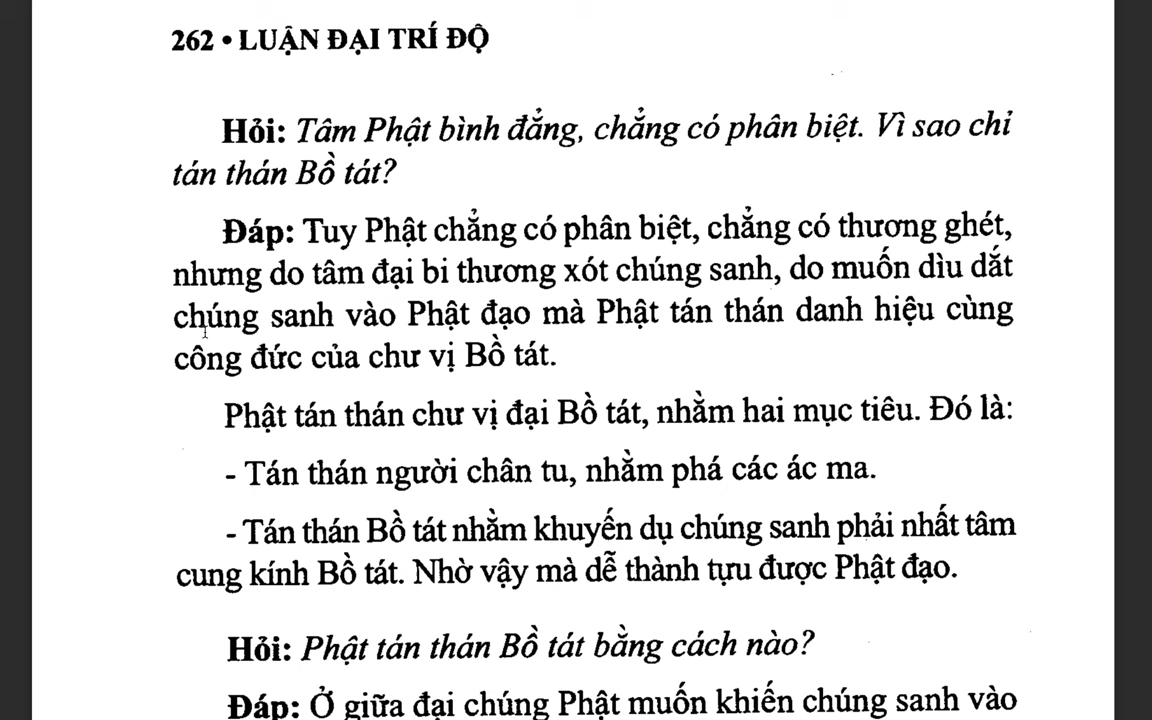 262 • LUẬN ĐẠI TRÍ ĐỘ
Hỏi: Tâm Phật bình đẳng, chẳng có phân biệt. Vì sao chỉ
tán thán Bồ tát?
Đáp: Tuy Phật chẳng có phân biệt, chẳng có thương ghét,
nhưng do tâm đại bi thương xót chúng sanh, do muốn dìu dắt
chúng sanh vào Phật đạo mà Phật tán thán danh hiệu cùng
công đức của chư vị Bồ tát.
Phật tán thán chư vị đại Bồ tát, nhằm hai mục tiêu. Đó là:
- Tán thán người chân tu, nhằm phá các ác ma.
- Tán thán Bồ tát nhằm khuyến dụ chúng sanh phải nhất tâm
cung kính Bồ tát. Nhờ vậy mà dễ thành tựu được Phật đạo.
Hỏi: Phật tán thán Bồ tát bằng cách nào?
Đáp: Ở giữa đại chúng Phật muốn khiến chúng sanh vào